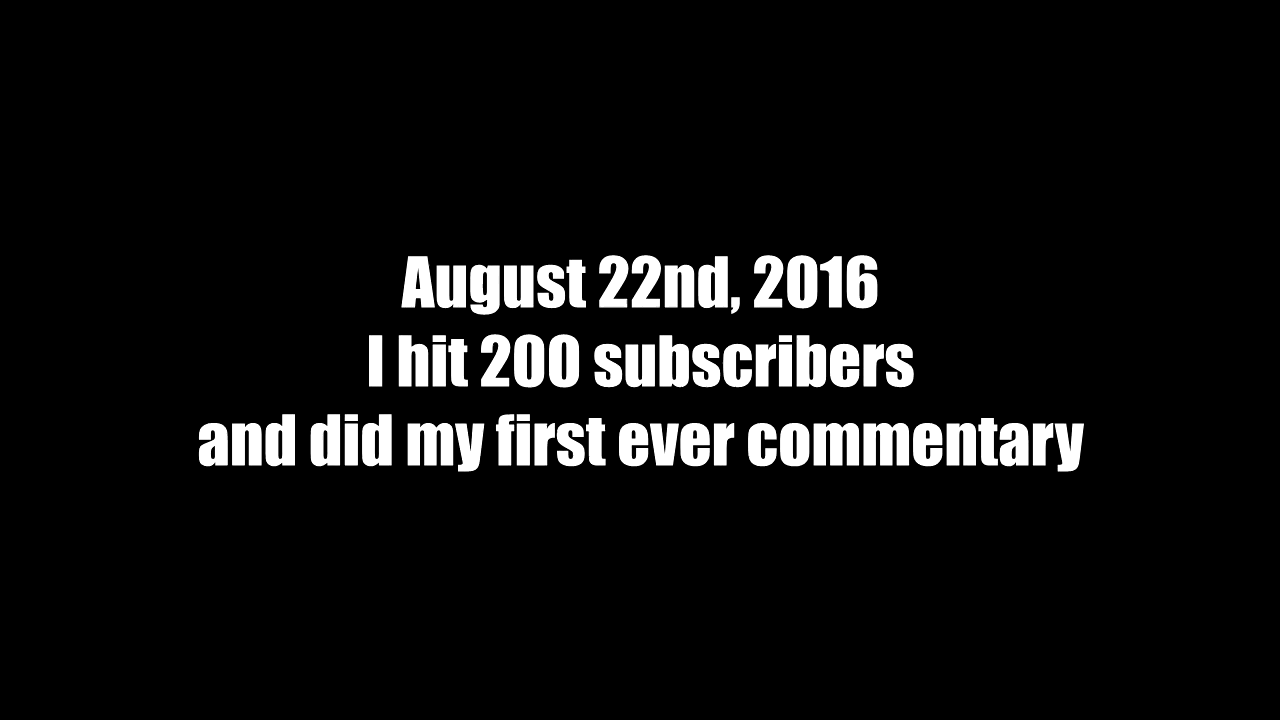 August 22nd, 2016
I hit 200 subscribers
and did my first ever commentary